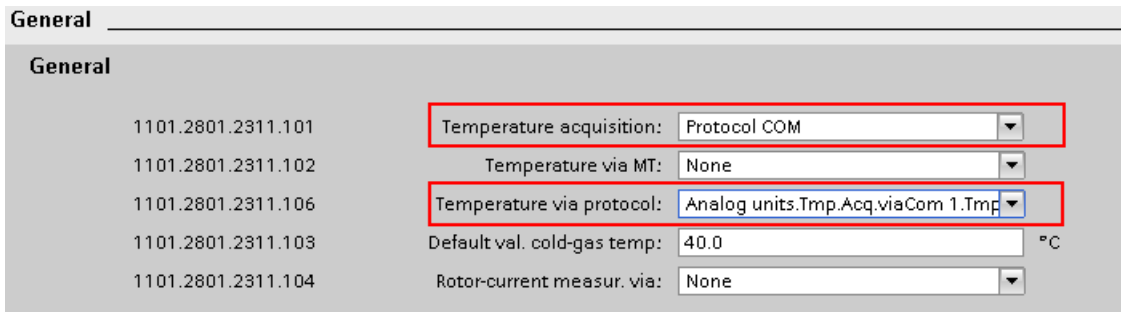 General
General
1101.2801.2311.101 Temperature acquisition: Protocol COM
1101.2801.2311.102 Temperature via MT: None
1101.2801.2311.106 Temperature via protocol: Analog units.Tmp.Acq.viaCom 1.Tmp
1101.2801.2311.103 Default val. cold-gas temp: 40.0 °C
1101.2801.2311.104 Rotor-current measur. via: None